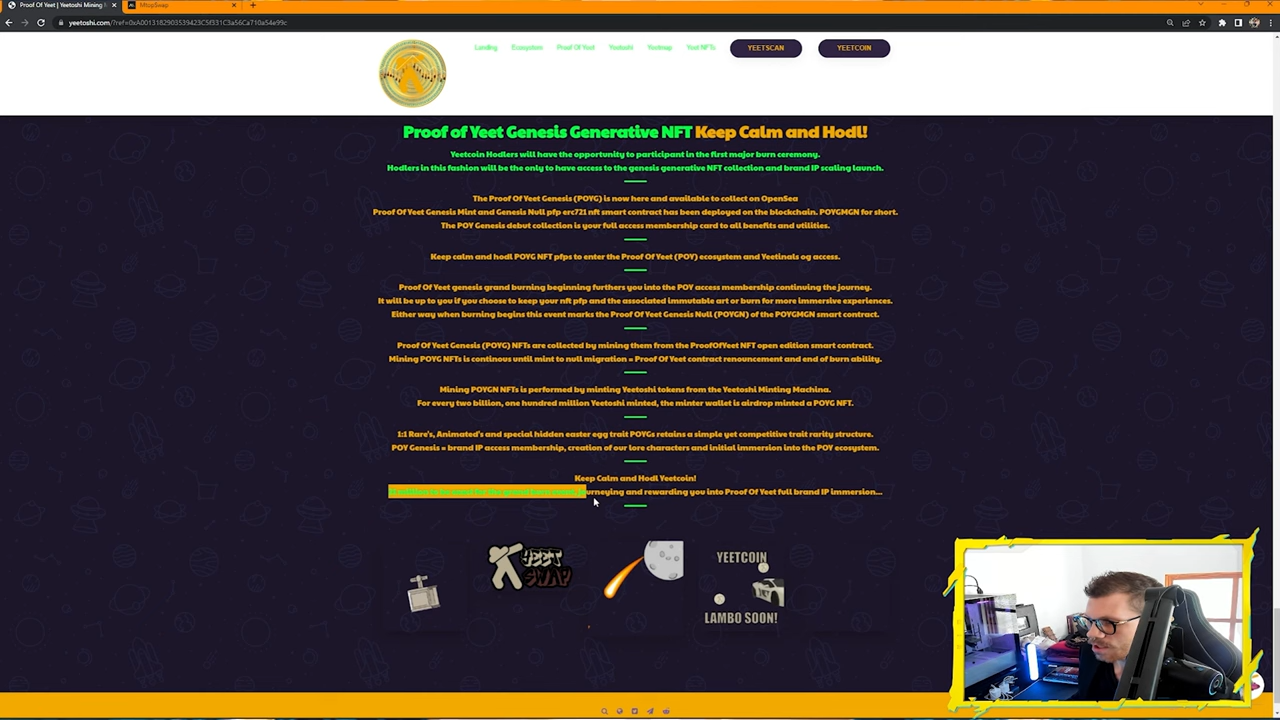 Proof Of Yeet | Yeetoshi Mining
NftopSwap
yeetoshi.com/?ref=0xA0013182903539423C5f331C3a56Ca710a54e99c
Landing Ecosystem Proof Of Yeet Yeetoshi Yeetmap Yeet NFTs YEETSCAN YEETCOIN
Proof of Yeet Genesis Generative NFT Keep Calm and Hodl!
Yeetcoin Hodlers will have the opportunity to participant in the first major burn ceremony.
Hodlers in this fashion will be the only to have access to the genesis generative NFT collection and brand IP scaling launch.
The Proof Of Yeet Genesis (POYG) is now here and available to collect on OpenSea
Proof Of Yeet Genesis Mint and Genesis Null pfp erc721 nft smart contract has been deployed on the blockchain. POYGMGN for short.
The POY Genesis debut collection is your full access membership card to all benefits and utilities.
Keep calm and hodl POYG NFT pfps to enter the Proof Of Yeet (POY) ecosystem and Yeetinals og access.
Proof Of Yeet genesis grand burning beginning furthers you into the POY access membership continuing the journey.
It will be up to you if you choose to keep your nft pfp and the associated immutable art or burn for more immersive experiences.
Either way when burning begins this event marks the Proof Of Yeet Genesis Null (POYGN) of the POYGMGN smart contract.
Proof Of Yeet Genesis (POYG) NFTs are collected by mining them from the ProofOfYeet NFT open edition smart contract.
Mining POYG NFTs is continous until mint to null migration = Proof Of Yeet contract renouncement and end of burn ability.
Mining POYGN NFTs is performed by minting Yeetoshi tokens from the Yeetoshi Minting Machina.
For every two billion, one hundred million Yeetoshi minted, the minter wallet is airdrop minted a POYG NFT.
1:1 Rare's, Animated's and special hidden easter egg trait POYGs retains a simple yet competitive trait rarity structure.
POY Genesis = brand IP access membership, creation of our lore characters and initial immersion into the POY ecosystem.
Keep Calm and Hodl Yeetcoin!
journeying and rewarding you into Proof Of Yeet full brand IP immersion...
YEET
SWAP
YEETCOIN
LAMBO SOON!